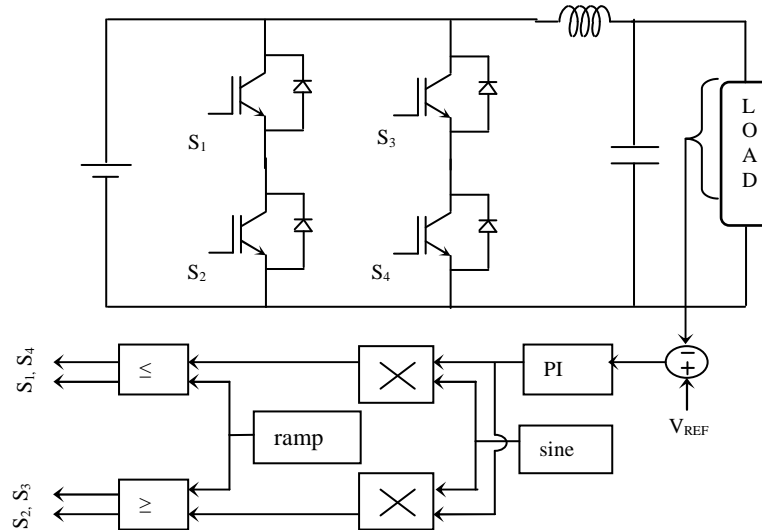 S1
S3
L
O
A
D
S2
S4
S1, S4
≤
PI
−
+
VREF
ramp
sine
S2, S3
≥